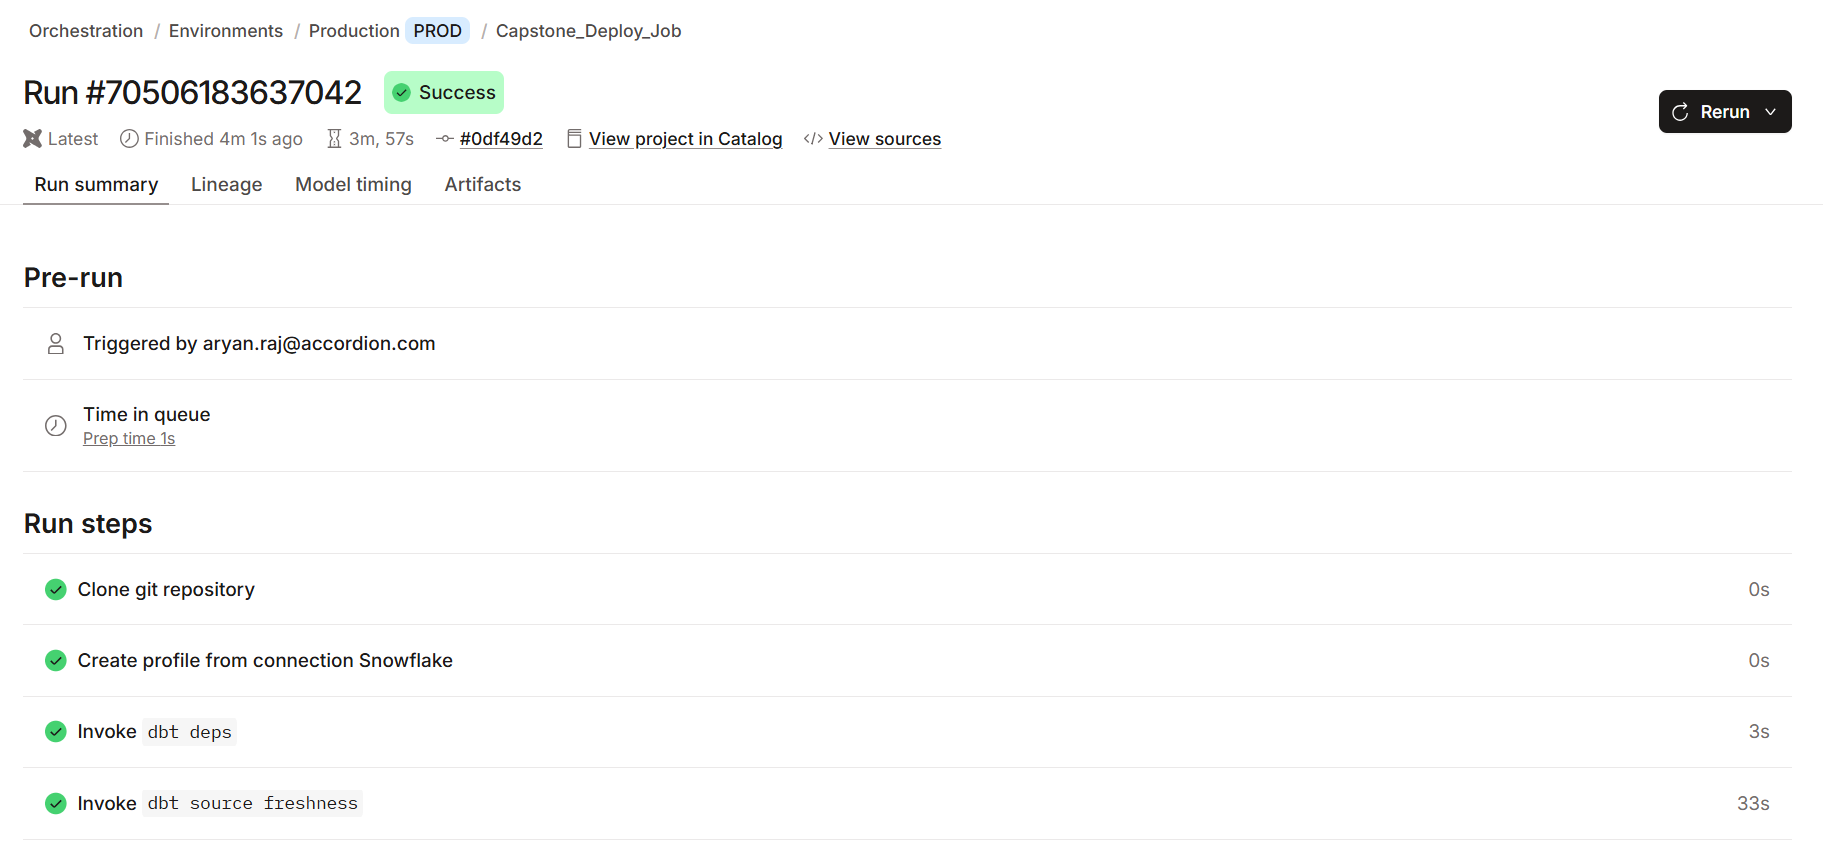 Orchestration / Environments / Production PROD / Capstone_Deploy_Job
Run #70506183637042 Success
Rerun
Latest Finished 4m 1s ago 3m, 57s #0df49d2 View project in Catalog </> View sources
Run summary Lineage Model timing Artifacts
Pre-run
Triggered by aryan.raj@accordion.com
Time in queue
Prep time 1s
Run steps
Clone git repository 0s
Create profile from connection Snowflake 0s
Invoke dbt deps 3s
Invoke dbt source freshness 33s